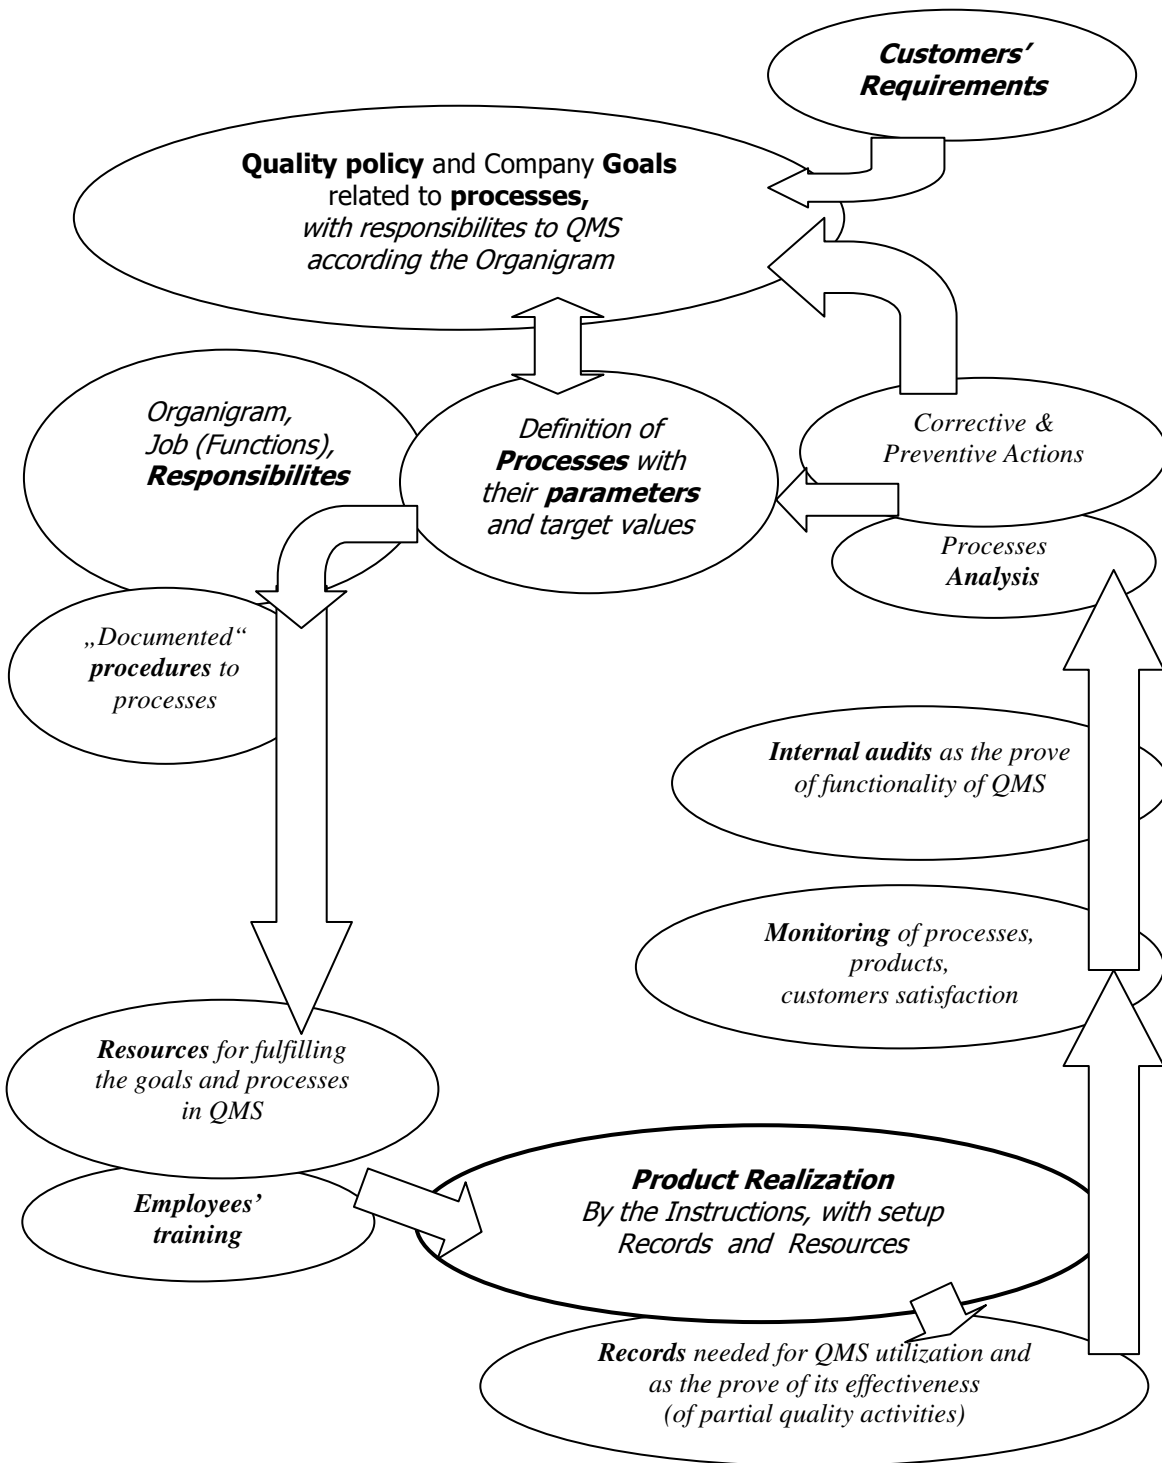 Customers’
Requirements
Quality policy and Company Goals
related to processes,
with responsibilites to QMS
according the Organigram
Organigram,
Job (Functions),
Responsibilites
Definition of
Processes with
their parameters
and target values
Corrective &
Preventive Actions
Processes
Analysis
„Documented“
procedures to
processes
Internal audits as the prove
of functionality of QMS
Monitoring of processes,
products,
customers satisfaction
Resources for fulfilling
the goals and processes
in QMS
Employees’
training
Product Realization
By the Instructions, with setup
Records and Resources
Records needed for QMS utilization and
as the prove of its effectiveness
(of partial quality activities)